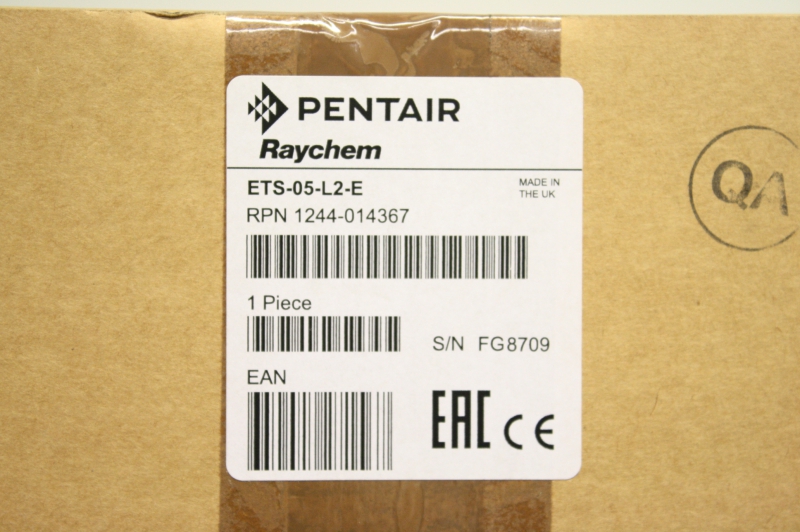 PENTAIR
Raychem
ETS-05-L2-E
MADE IN
THE UK
RPN 1244-014367
1 Piece
S/N FG8709
EAN
EAC CE
QA